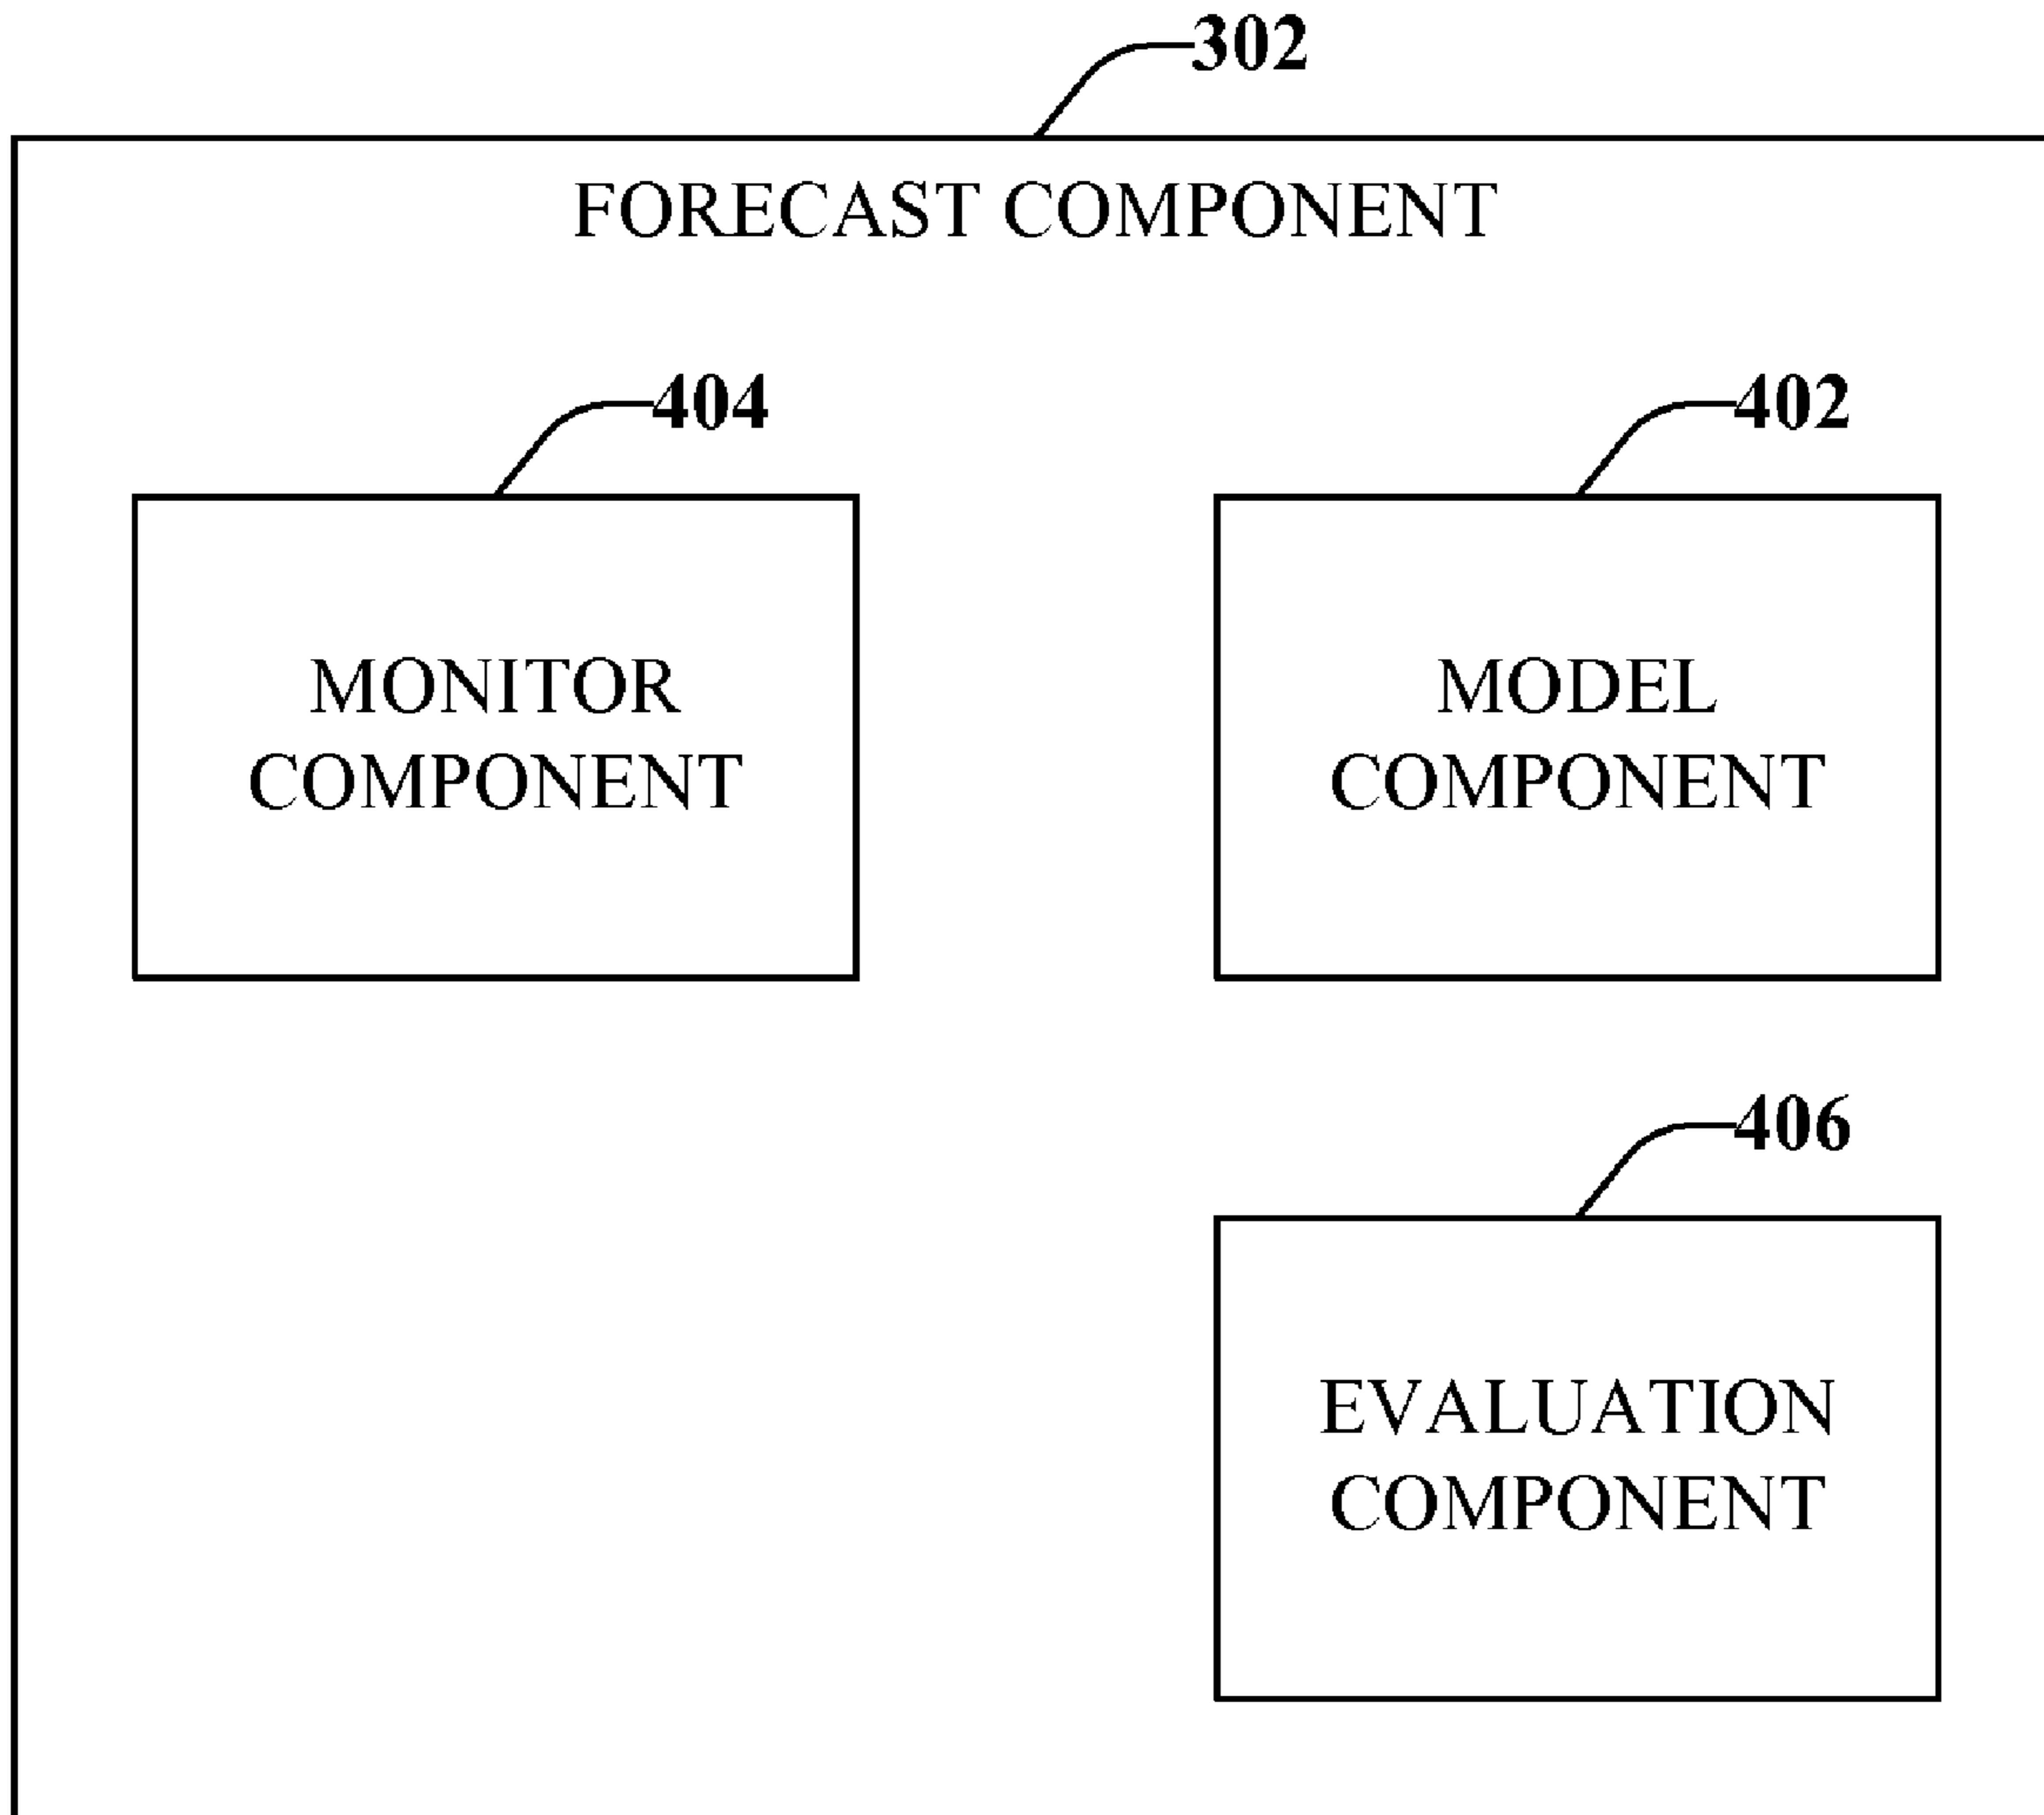 302
FORECAST COMPONENT
404
402
MONITOR
COMPONENT
MODEL
COMPONENT
406
EVALUATION
COMPONENT